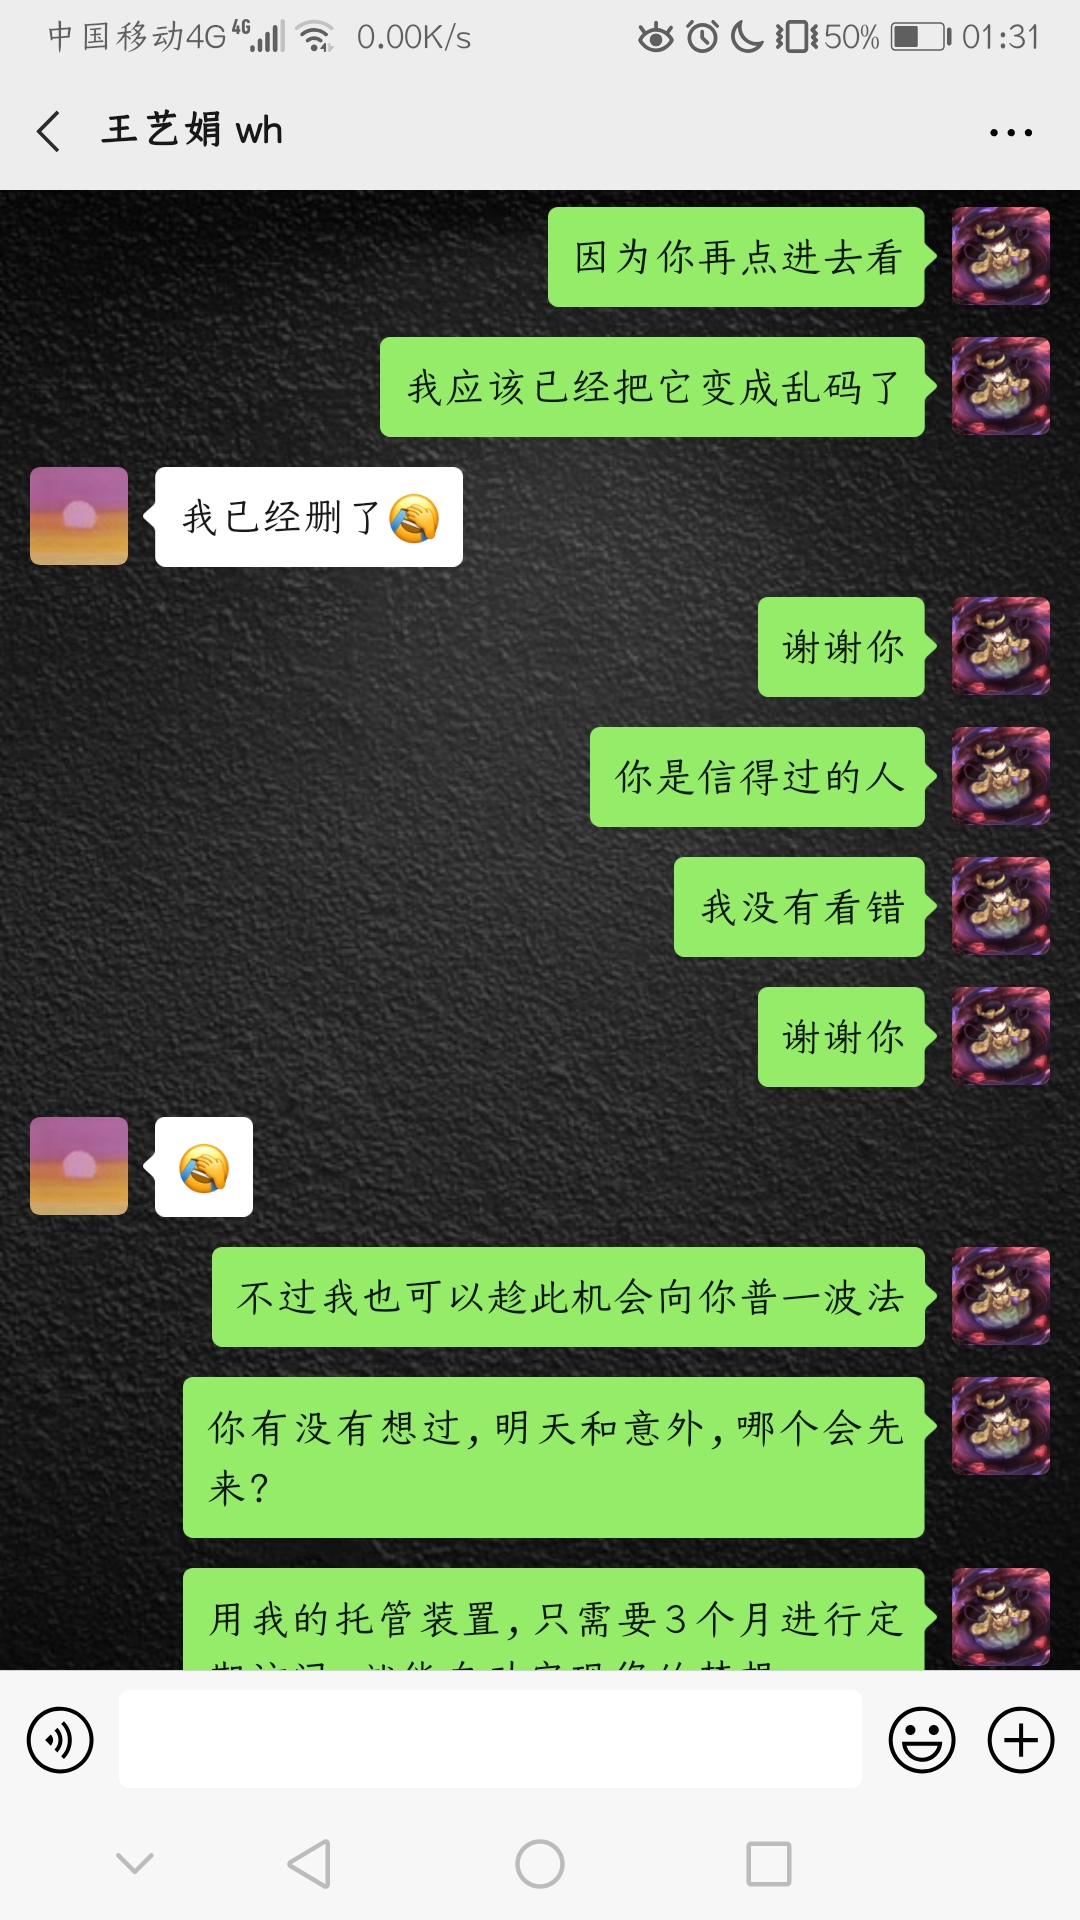 中国移动4G 4G 0.00K/s 50% 01:31
王艺娟 wh
因为你再点进去看
我应该已经把它变成乱码了
我已经删了
谢谢你
你是信得过的人
我没有看错
谢谢你
不过我也可以趁此机会向你普一波法
你有没有想过,明天和意外,哪个会先
来?
用我的托管装置,只需要3个月进行定